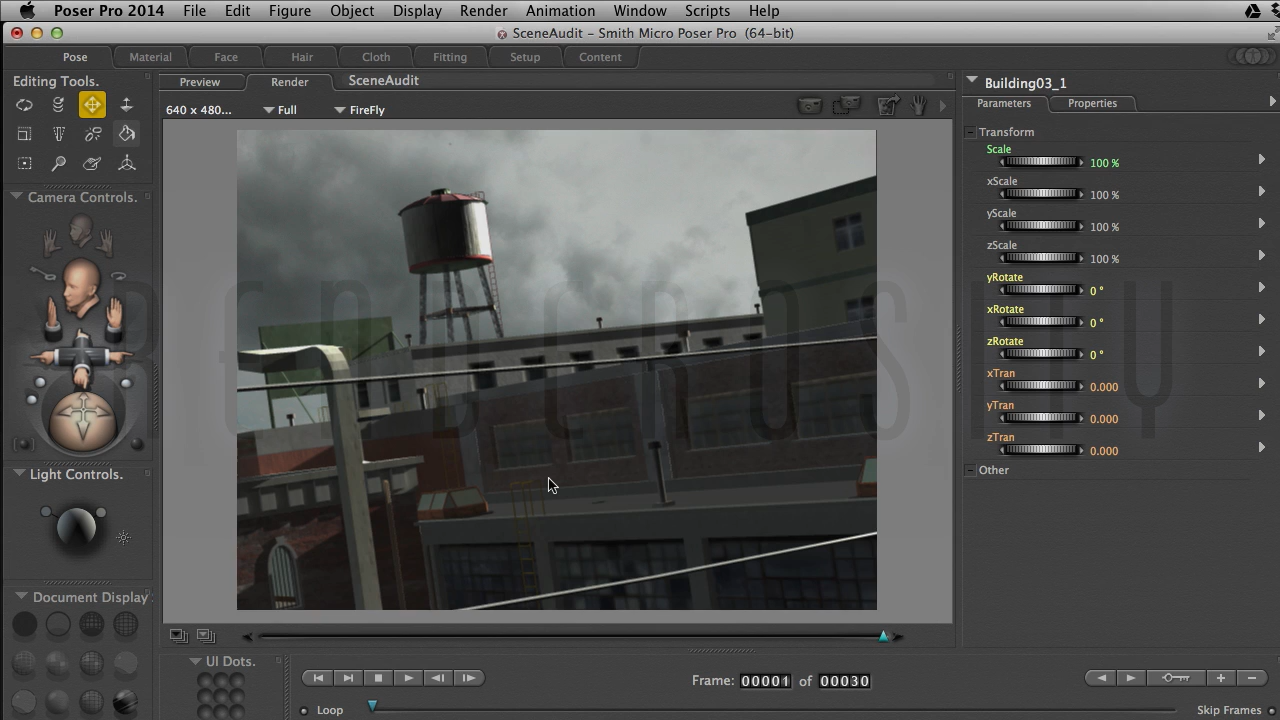 Poser Pro 2014 File Edit Figure Object Display Render Animation Window Scripts Help
SceneAudit - Smith Micro Poser Pro (64-bit)
Pose Material Face Hair Cloth Fitting Setup Content
Editing Tools.
Preview Render SceneAudit
640 x 480... Full FireFly
Camera Controls.
RENDEROSITY
Light Controls.
Document Display
UI Dots.
Frame: 00001 of 00030
Loop
Skip Frames
Building03_1
Parameters Properties
Transform
Scale
100 %
xScale
100 %
yScale
100 %
zScale
100 %
yRotate
0 °
xRotate
0 °
zRotate
0 °
xTran
0.000
yTran
0.000
zTran
0.000
Other